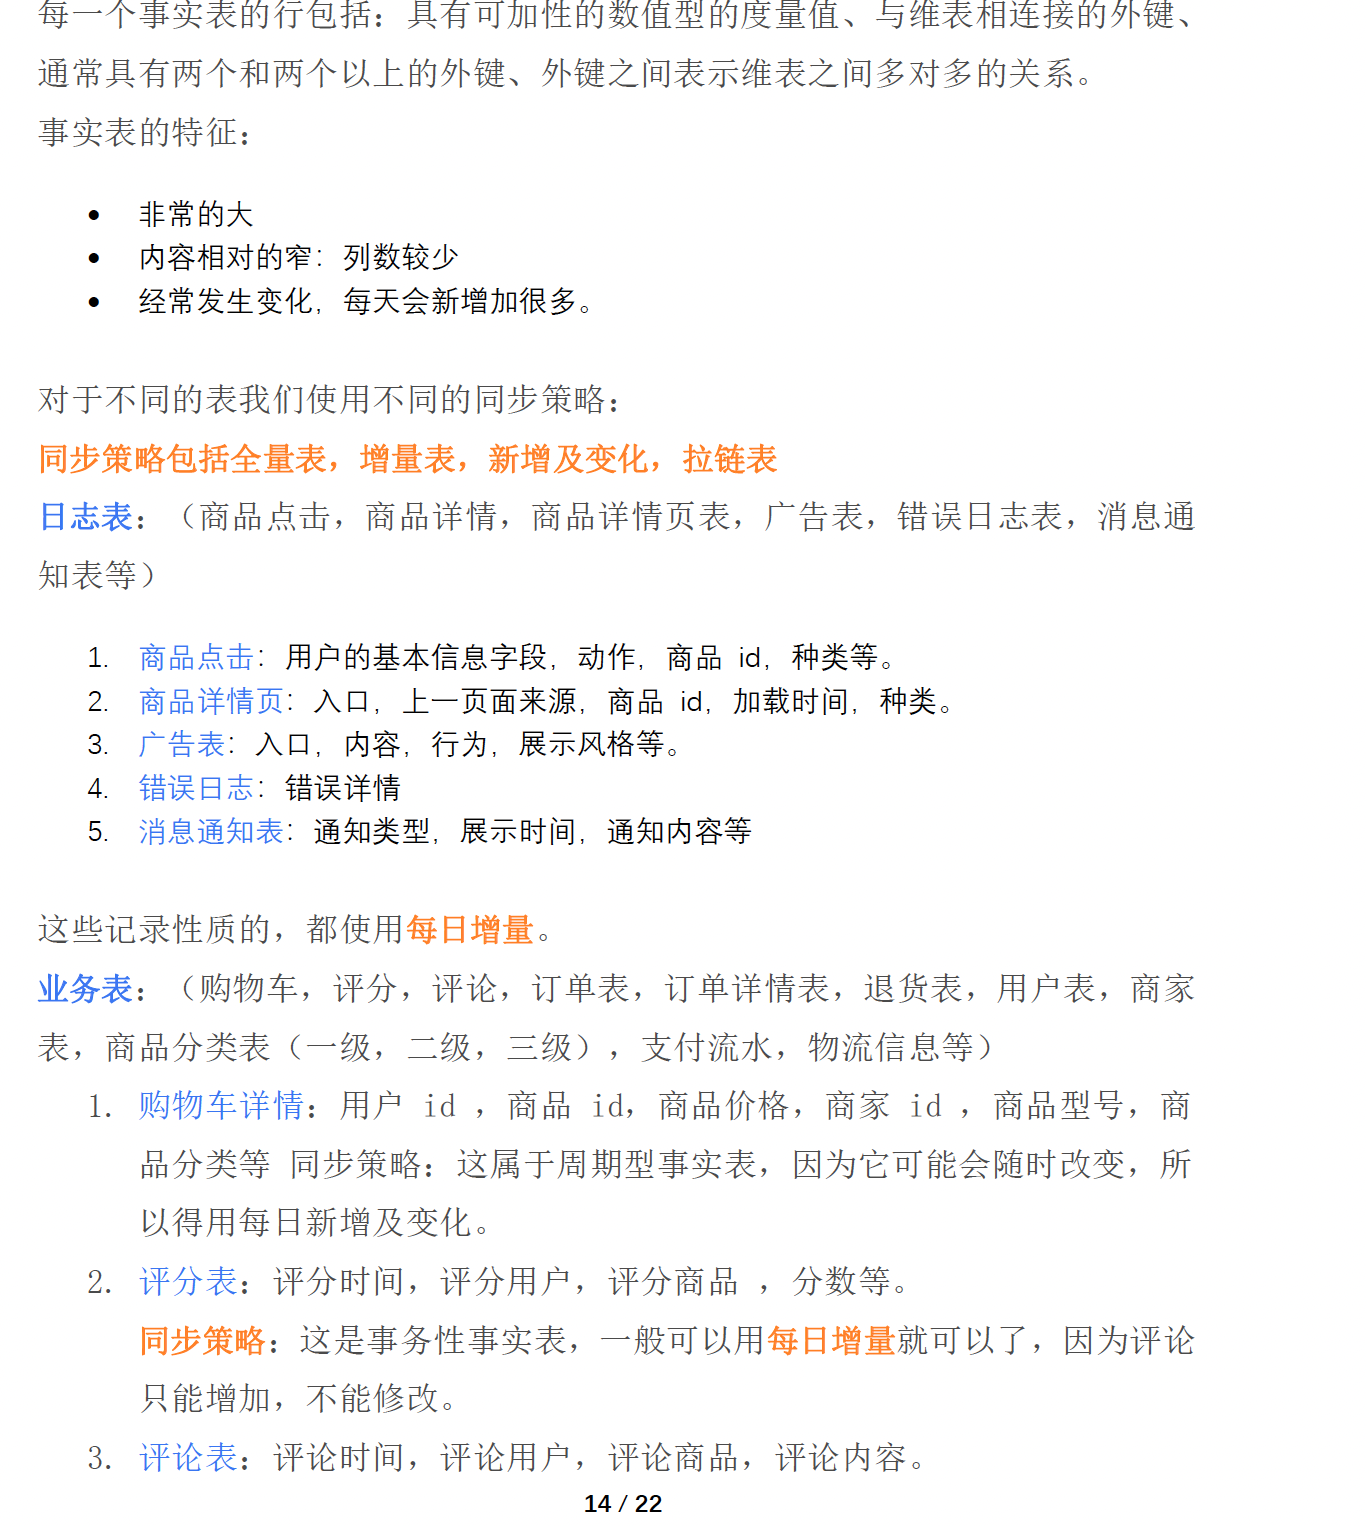 每一个事实表的行包括：具有可加性的数值型的度量值、与维表相连接的外键、
通常具有两个和两个以上的外键、外键之间表示维表之间多对多的关系。
事实表的特征：
• 非常的大
• 内容相对的窄：列数较少
• 经常发生变化，每天会新增加很多。
对于不同的表我们使用不同的同步策略：
同步策略包括全量表，增量表，新增及变化，拉链表
日志表：（商品点击，商品详情，商品详情页表，广告表，错误日志表，消息通
知表等）
1. 商品点击：用户的基本信息字段，动作，商品 id，种类等。
2. 商品详情页：入口，上一页面来源，商品 id，加载时间，种类。
3. 广告表：入口，内容，行为，展示风格等。
4. 错误日志：错误详情
5. 消息通知表：通知类型，展示时间，通知内容等
这些记录性质的，都使用每日增量。
业务表：（购物车，评分，评论，订单表，订单详情表，退货表，用户表，商家
表，商品分类表（一级，二级，三级），支付流水，物流信息等）
1. 购物车详情：用户 id ，商品 id，商品价格，商家 id ，商品型号，商
品分类等 同步策略：这属于周期型事实表，因为它可能会随时改变，所
以得用每日新增及变化。
2. 评分表：评分时间，评分用户，评分商品 ，分数等。
同步策略：这是事务性事实表，一般可以用每日增量就可以了，因为评论
只能增加，不能修改。
3. 评论表：评论时间，评论用户，评论商品，评论内容。
14 / 22